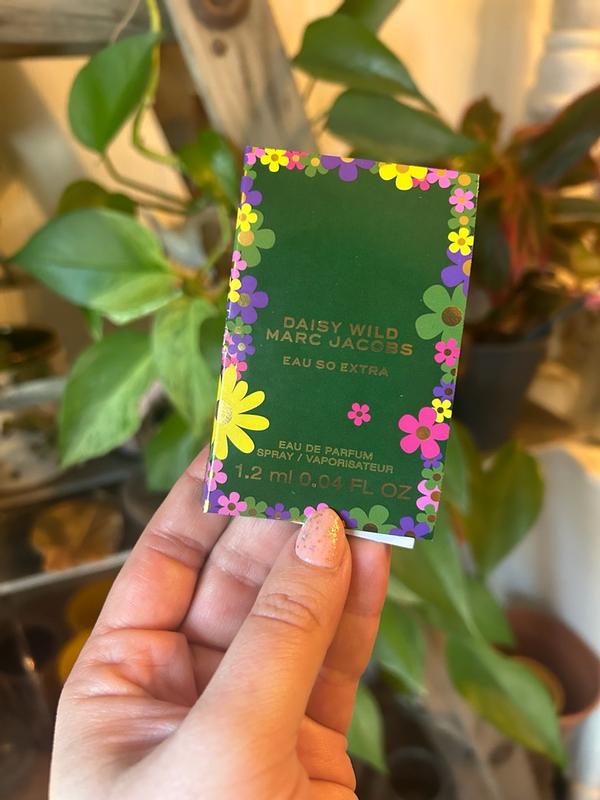 DAISY WILD
MARC JACOBS
EAU SO EXTRA
EAU DE PARFUM
SPRAY / VAPORISATEUR
1.2 ml 0.04 FL OZ